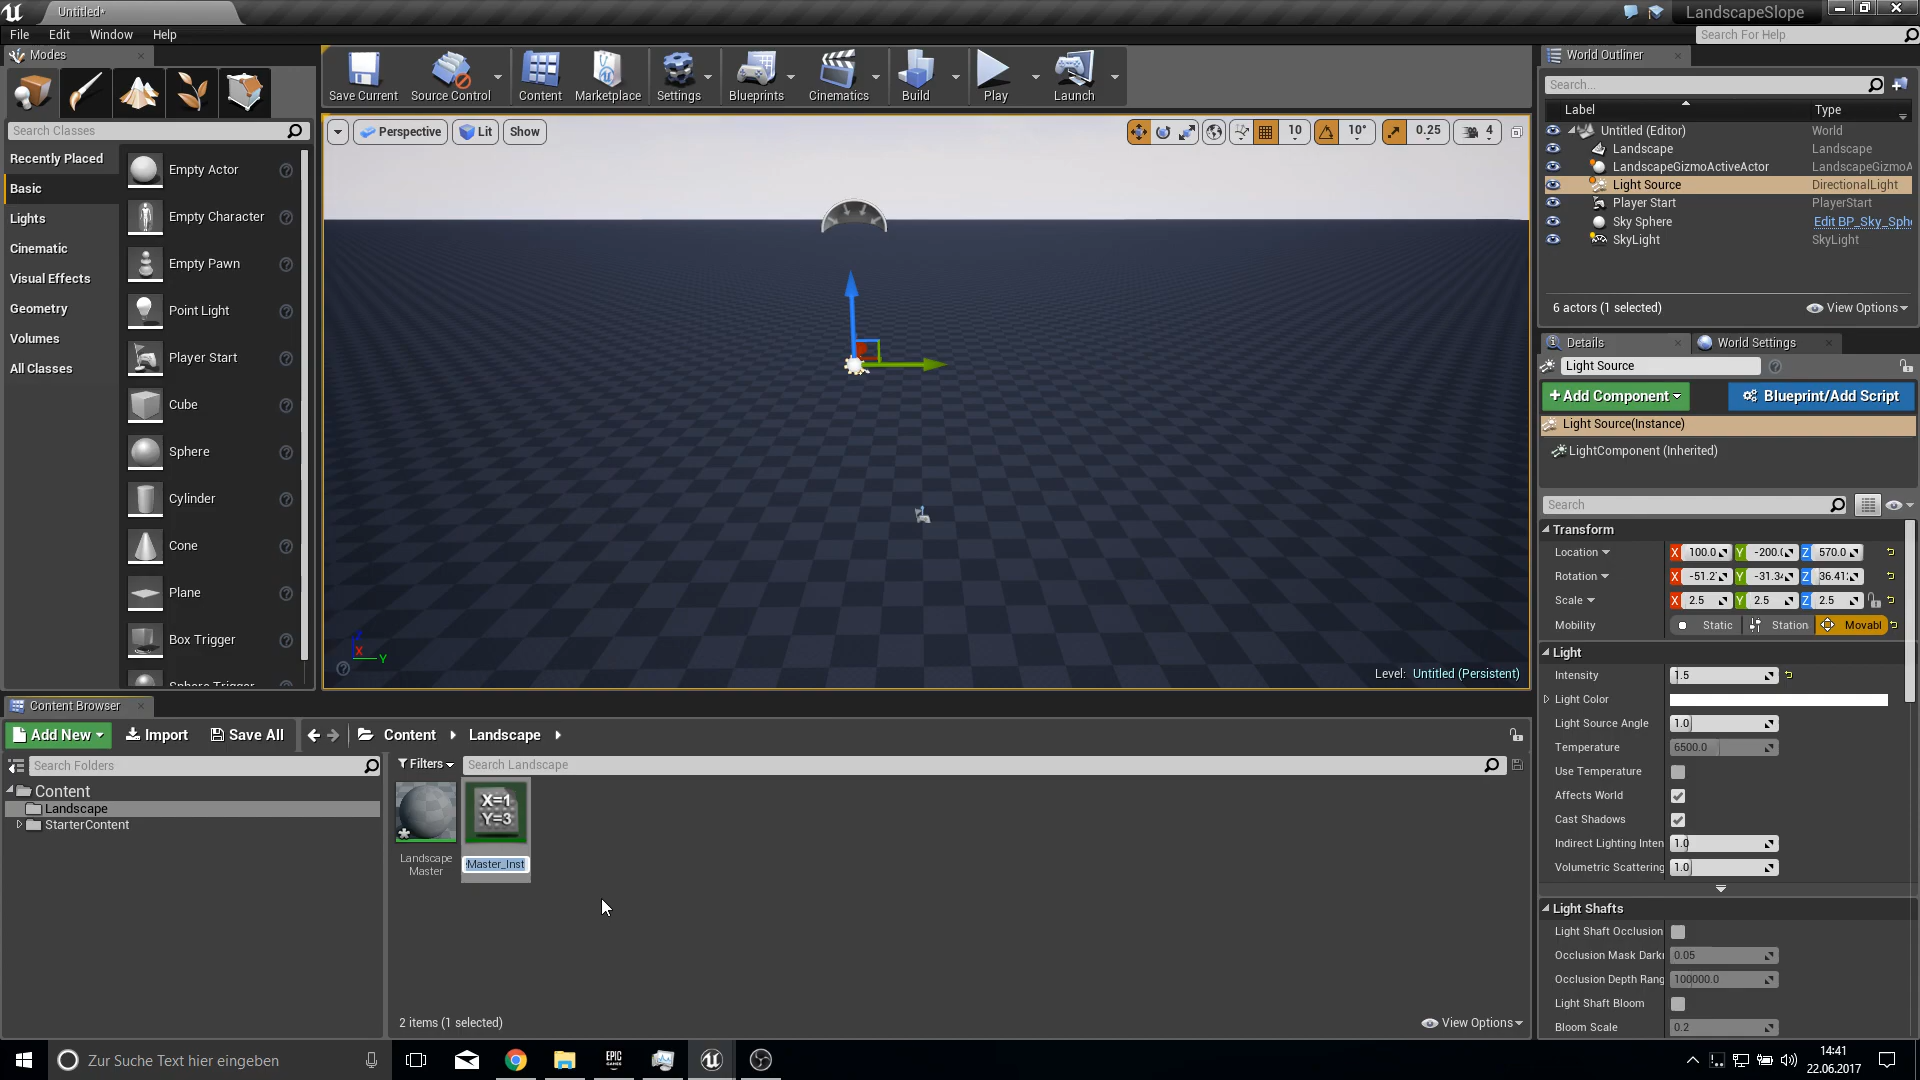 Untitled*
LandscapeSlope
File Edit Window Help
Search For Help
Modes
Search Classes
Recently Placed
Basic
Lights
Cinematic
Visual Effects
Geometry
Volumes
All Classes
Empty Actor
Empty Character
Empty Pawn
Point Light
Player Start
Cube
Sphere
Cylinder
Cone
Plane
Box Trigger
Sphere Trigger
Save Current
Source Control
Content
Marketplace
Settings
Blueprints
Cinematics
Build
Play
Launch
Perspective
Lit
Show
10
10°
0.25
4
X
Y
Z
Level: Untitled (Persistent)
World Outliner
Search...
Label Type
Untitled (Editor) World
Landscape Landscape
LandscapeGizmoActiveActor LandscapeGizmoA
Light Source DirectionalLight
Player Start PlayerStart
Sky Sphere Edit BP_Sky_Sphe
SkyLight SkyLight
6 actors (1 selected)
View Options
Details
World Settings
Light Source
+Add Component
Blueprint/Add Script
Light Source(Instance)
LightComponent (Inherited)
Search
Transform
Location X 100.0 Y -200.0 Z 570.0
Rotation X -51.2 Y -31.34 Z 36.41
Scale X 2.5 Y 2.5 Z 2.5
Mobility Static Station Movabl
Light
Intensity 1.5
Light Color
Light Source Angle 1.0
Temperature 6500.0
Use Temperature
Affects World
Cast Shadows
Indirect Lighting Inten 1.0
Volumetric Scattering 1.0
Light Shafts
Light Shaft Occlusion
Occlusion Mask Dark 0.05
Occlusion Depth Rang 100000.0
Light Shaft Bloom
Bloom Scale 0.2
Content Browser
Add New
Import
Save All
Content
Landscape
Search Folders
Filters
Search Landscape
Content
Landscape
StarterContent
Landscape
Master
X=1
Y=3
Master_Inst
2 items (1 selected)
View Options
Zur Suche Text hier eingeben
EPIC
GAMES
14:41
22.06.2017